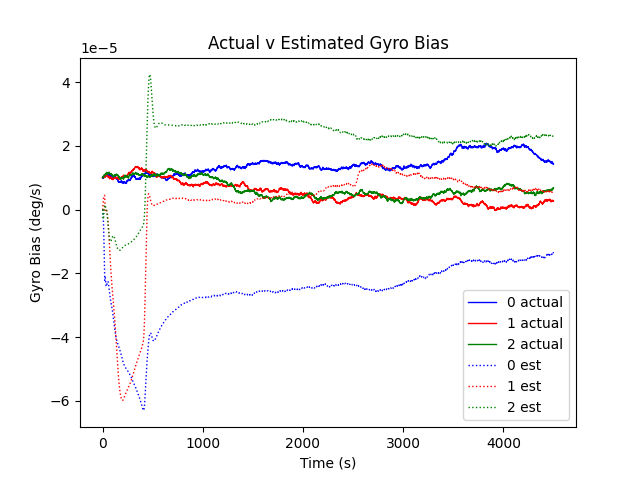 Actual v Estimated Gyro Bias
1e−5
4
2
0
−2
−4
−6
Gyro Bias (deg/s)
0 1000 2000 3000 4000
Time (s)
0 actual
1 actual
2 actual
0 est
1 est
2 est